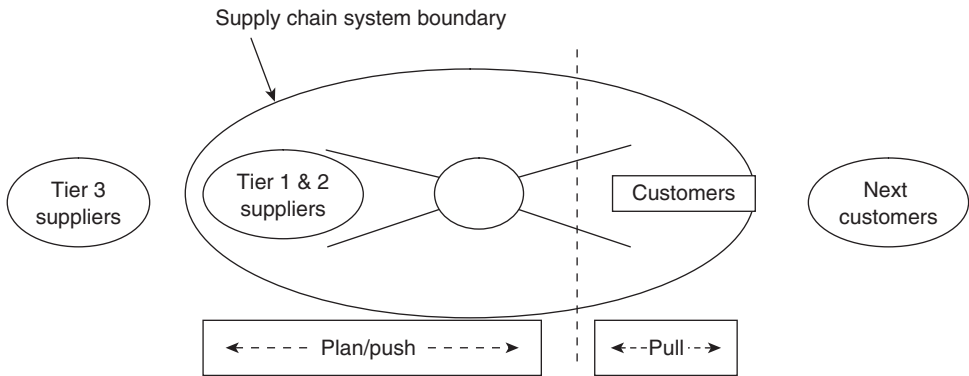 Supply chain system boundary
Tier 3
suppliers
Tier 1 & 2
suppliers
Customers
Next
customers
Plan/push
Pull